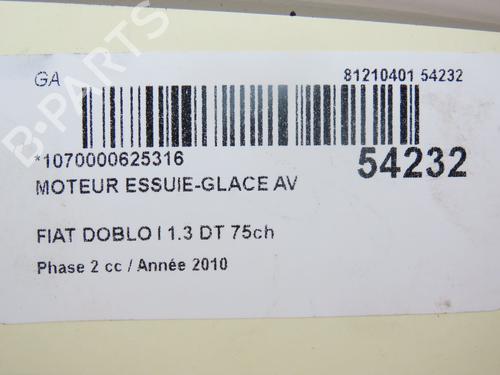 GA
81210401 54232
*1070000625316
54232
MOTEUR ESSUIE-GLACE AV
FIAT DOBLO I 1.3 DT 75ch
Phase 2 cc / Année 2010
B-PARTS